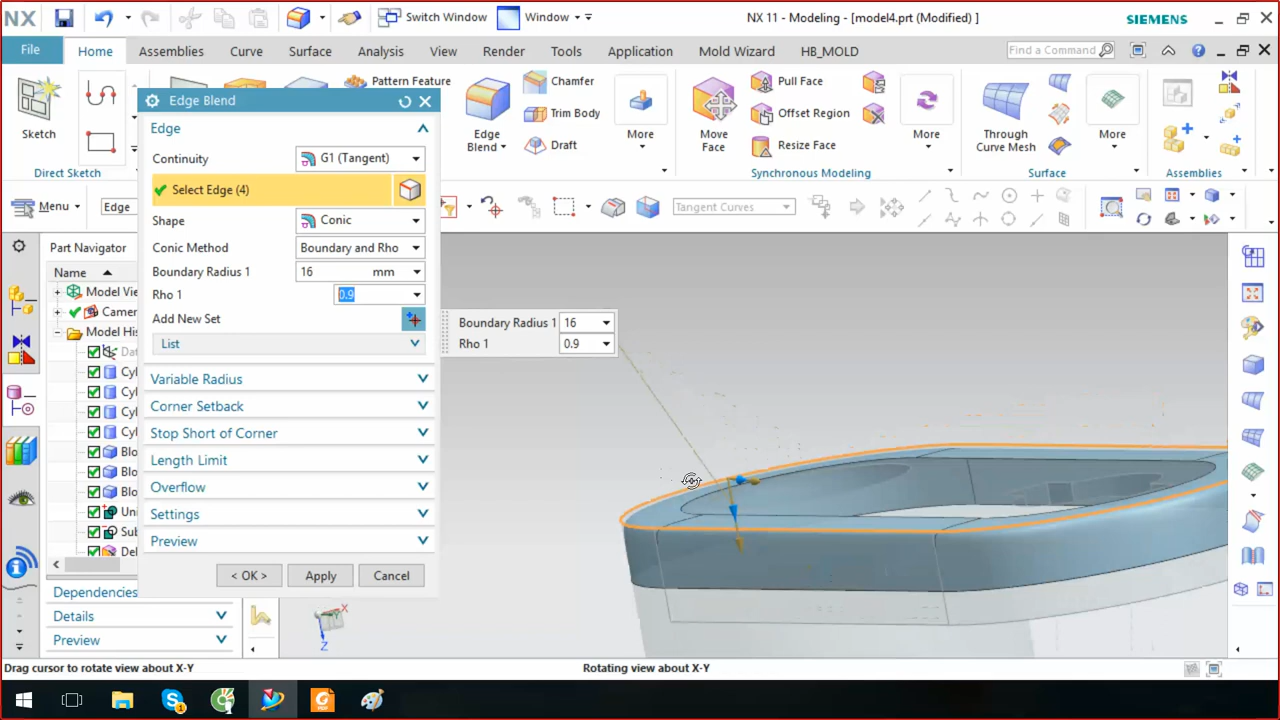 NX
Switch Window
Window
NX 11 - Modeling - [model4.prt (Modified) ]
SIEMENS
File
Home
Assemblies
Curve
Surface
Analysis
View
Render
Tools
Application
Mold Wizard
HB_MOLD
Find a Command
Sketch
Direct Sketch
Pattern Feature
Edge
Blend
Chamfer
Trim Body
Draft
More
Move
Face
Pull Face
Offset Region
Resize Face
More
Synchronous Modeling
Through
Curve Mesh
More
Surface
Assemblies
Menu
Edge
Tangent Curves
Edge Blend
Edge
Continuity
G1 (Tangent)
Select Edge (4)
Shape
Conic
Conic Method
Boundary and Rho
Boundary Radius 1
16
mm
Rho 1
0.9
Add New Set
List
Variable Radius
Corner Setback
Stop Short of Corner
Length Limit
Overflow
Settings
Preview
< OK >
Apply
Cancel
Boundary Radius 1
16
Rho 1
0.9
Part Navigator
Name
Model Vie
Camer
Model His
Dat
Cyl
Cyl
Cyl
Cyl
Blo
Blo
Blo
Uni
Sub
Del
Dependencies
Details
Preview
X
Z
Drag cursor to rotate view about X-Y
Rotating view about X-Y